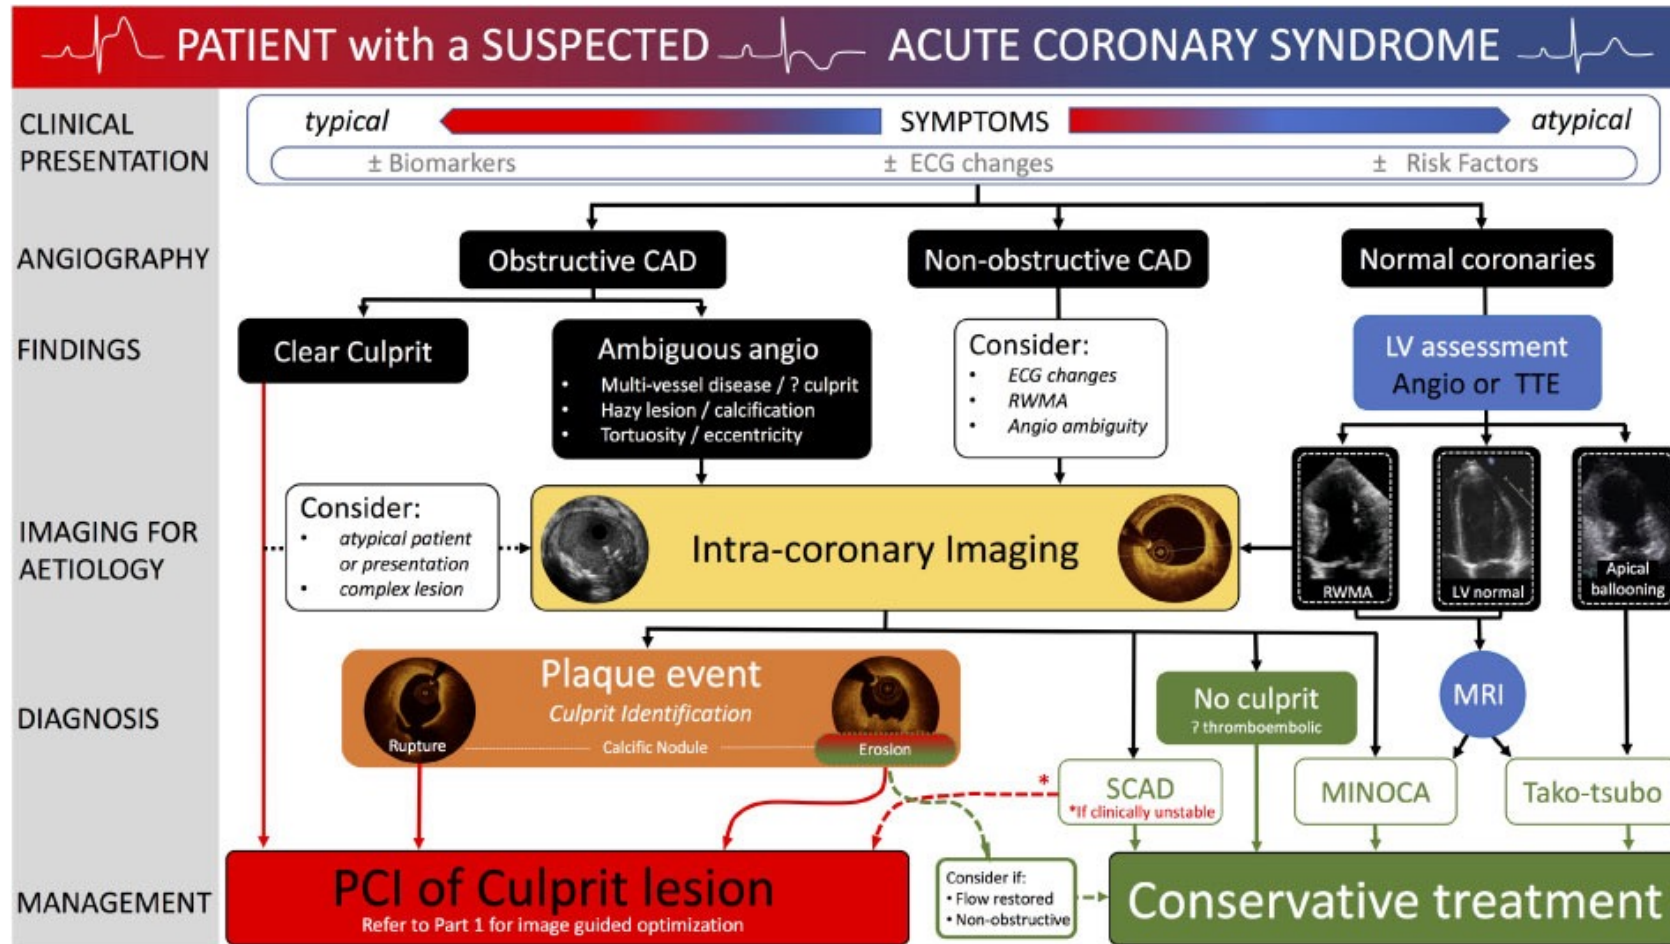 PATIENT with a SUSPECTED ACUTE CORONARY SYNDROME
CLINICAL
PRESENTATION
typical
SYMPTOMS
atypical
± Biomarkers
± ECG changes
± Risk Factors
ANGIOGRAPHY
Obstructive CAD
Non-obstructive CAD
Normal coronaries
FINDINGS
Clear Culprit
Ambiguous angio
• Multi-vessel disease / ? culprit
• Hazy lesion / calcification
• Tortuosity / eccentricity
Consider:
• ECG changes
• RWMA
• Angio ambiguity
LV assessment
Angio or TTE
IMAGING FOR
AETIOLOGY
Consider:
• atypical patient
or presentation
• complex lesion
Intra-coronary Imaging
RWMA
LV normal
Apical
ballooning
DIAGNOSIS
Plaque event
Culprit Identification
Rupture
Calcific Nodule
Erosion
No culprit
? thromboembolic
MRI
*
SCAD
*If clinically unstable
MINOCA
Tako-tsubo
MANAGEMENT
PCI of Culprit lesion
Refer to Part 1 for image guided optimization
Consider if:
• Flow restored
• Non-obstructive
Conservative treatment